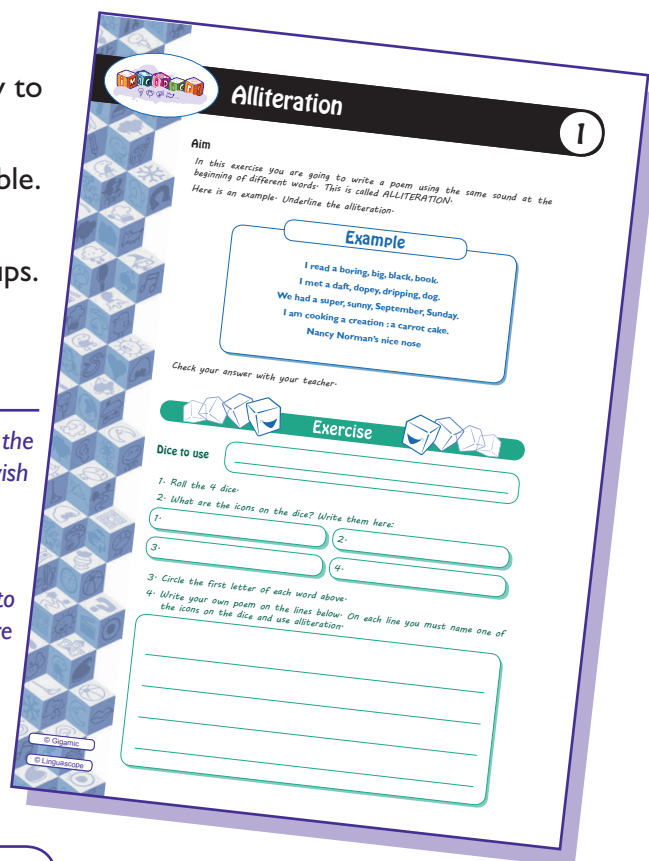 y to
ble.
ups.
the
vish
to
re
Alliteration
1
Aim
In this exercise you are going to write a poem using the same sound at the
beginning of different words. This is called ALLITERATION.
Here is an example. Underline the alliteration.
Example
I read a boring, big, black, book.
I met a daft, dopey, dripping, dog.
We had a super, sunny, September, Sunday.
I am cooking a creation : a carrot cake.
Nancy Norman's nice nose
Check your answer with your teacher.
Exercise
Dice to use
1. Roll the 4 dice.
2. What are the icons on the dice? Write them here:
1.
2.
3.
4.
3. Circle the first letter of each word above.
4. Write your own poem on the lines below. On each line you must name one of
the icons on the dice and use alliteration.
© Gigamic
© Linguascope